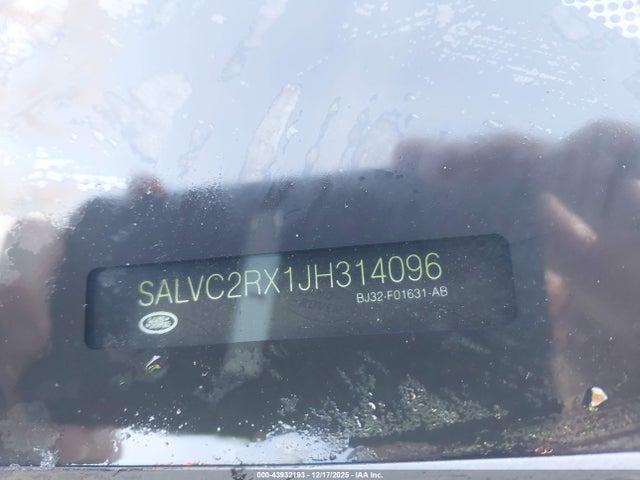 SALVC2RX1JH314096
BJ32-F01631-AB
000-43932193 - 12/17/2025 - IAA Inc.